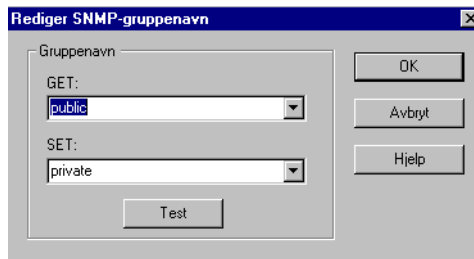 Rediger SNMP-gruppenavn
Gruppenavn
GET:
public
SET:
private
Test
OK
Avbryt
Hjelp